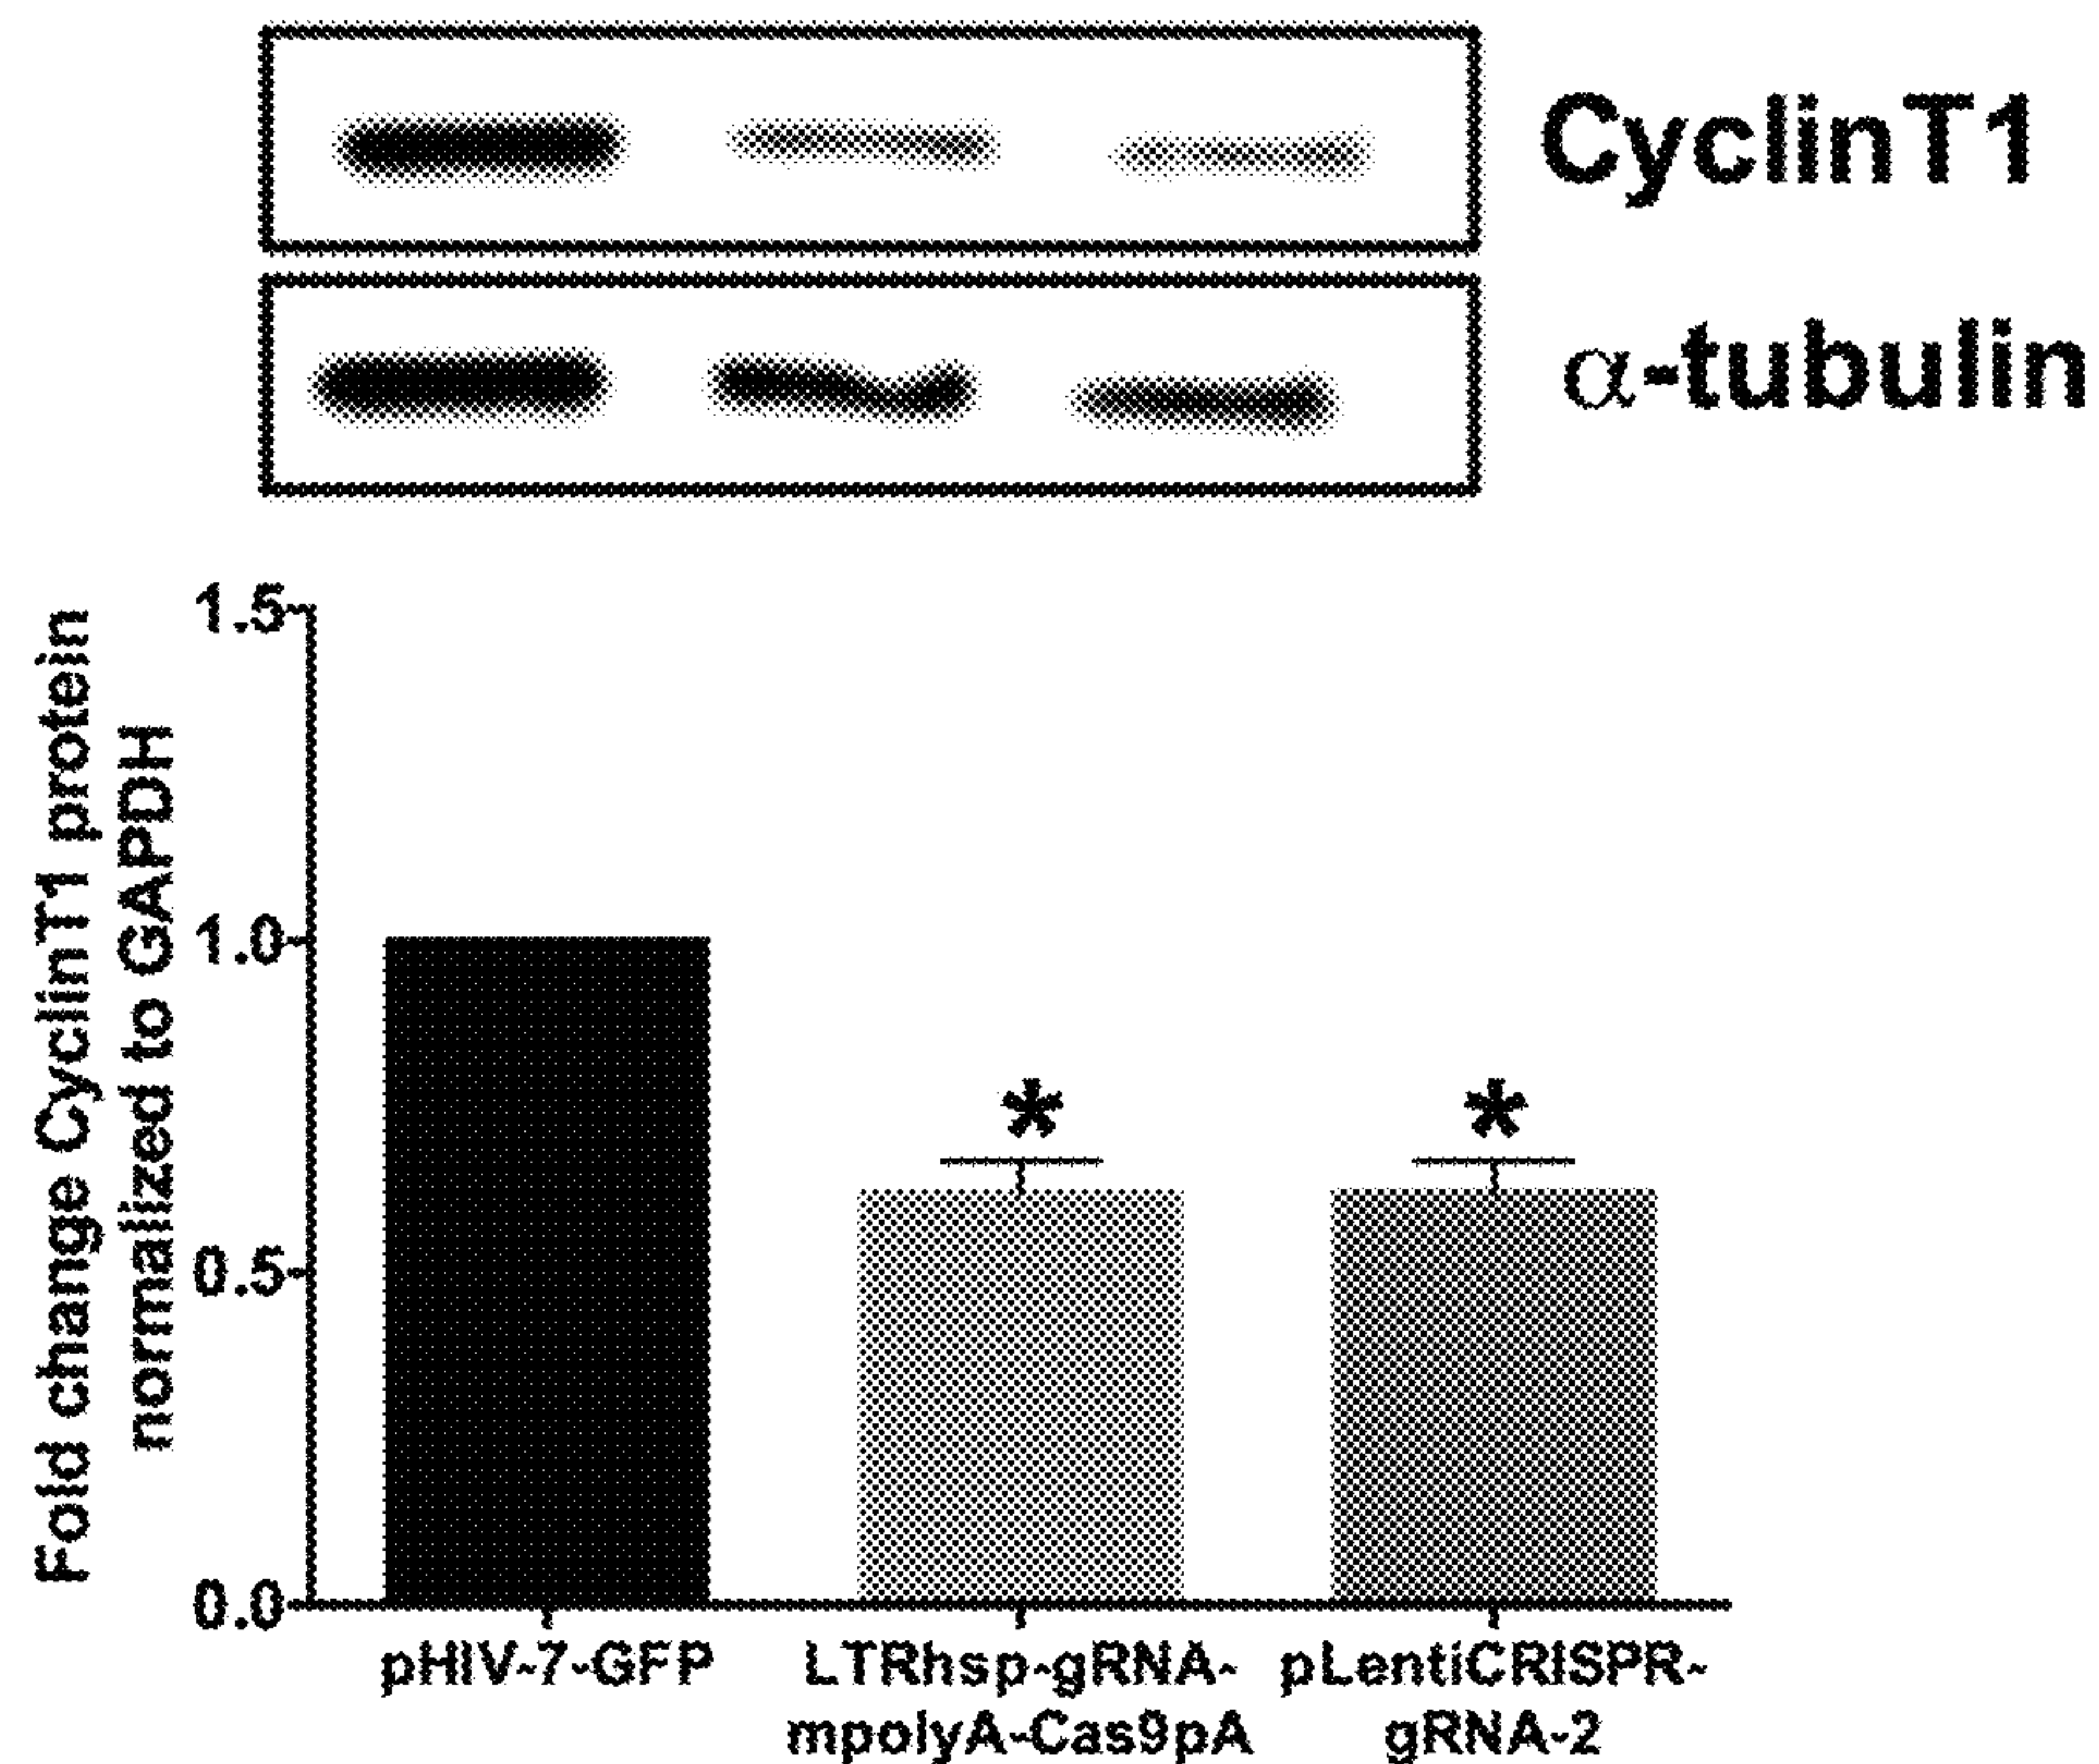 CyclinT1
α-tubulin
Fold change CyclinT1 protein
normalized to GAPDH
1.5
1.0
0.5
0.0
*
*
pHIV-7-GFP
LTRhsp-gRNA-
mpolyA-Cas9pA
pLentiCRISPR-
gRNA-2